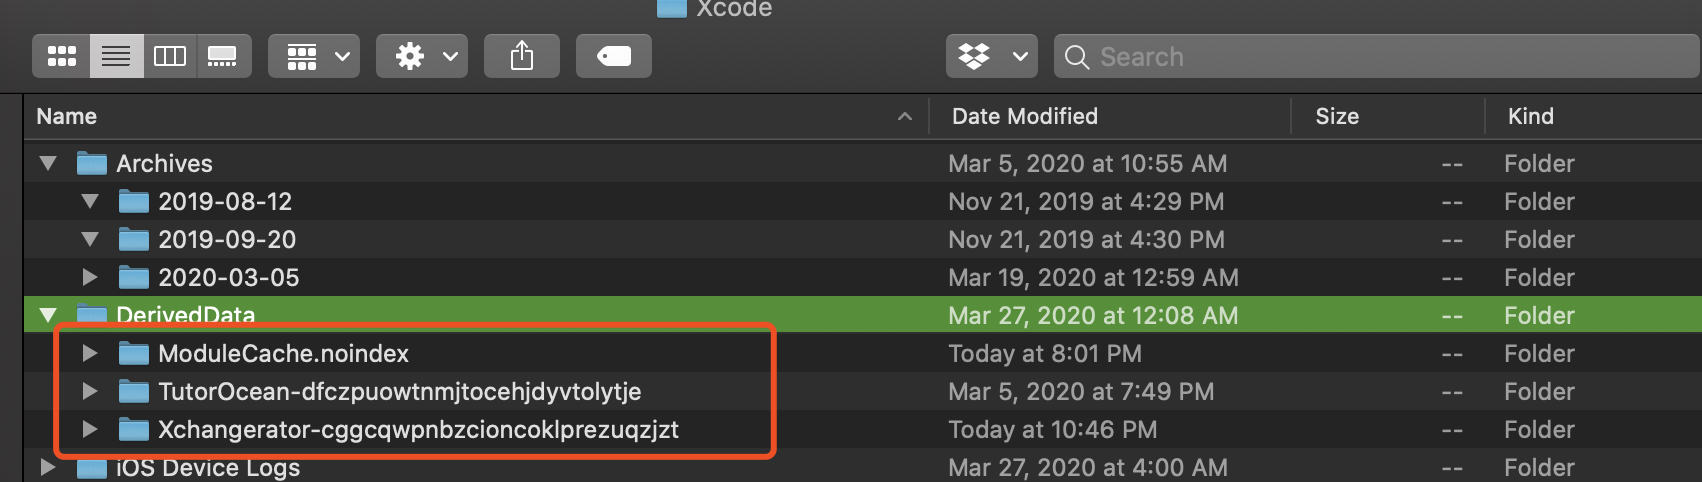 Xcode
Search
Name Date Modified Size Kind
Archives Mar 5, 2020 at 10:55 AM -- Folder
2019-08-12 Nov 21, 2019 at 4:29 PM -- Folder
2019-09-20 Nov 21, 2019 at 4:30 PM -- Folder
2020-03-05 Mar 19, 2020 at 12:59 AM -- Folder
DerivedData Mar 27, 2020 at 12:08 AM -- Folder
ModuleCache.noindex Today at 8:01 PM -- Folder
TutorOcean-dfczpuowtnmjtocehjdyvtolytje Mar 5, 2020 at 7:49 PM -- Folder
Xchangerator-cggcqwpnbzcioncoklprezuqzjzt Today at 10:46 PM -- Folder
iOS Device Logs Mar 27, 2020 at 4:00 AM -- Folder